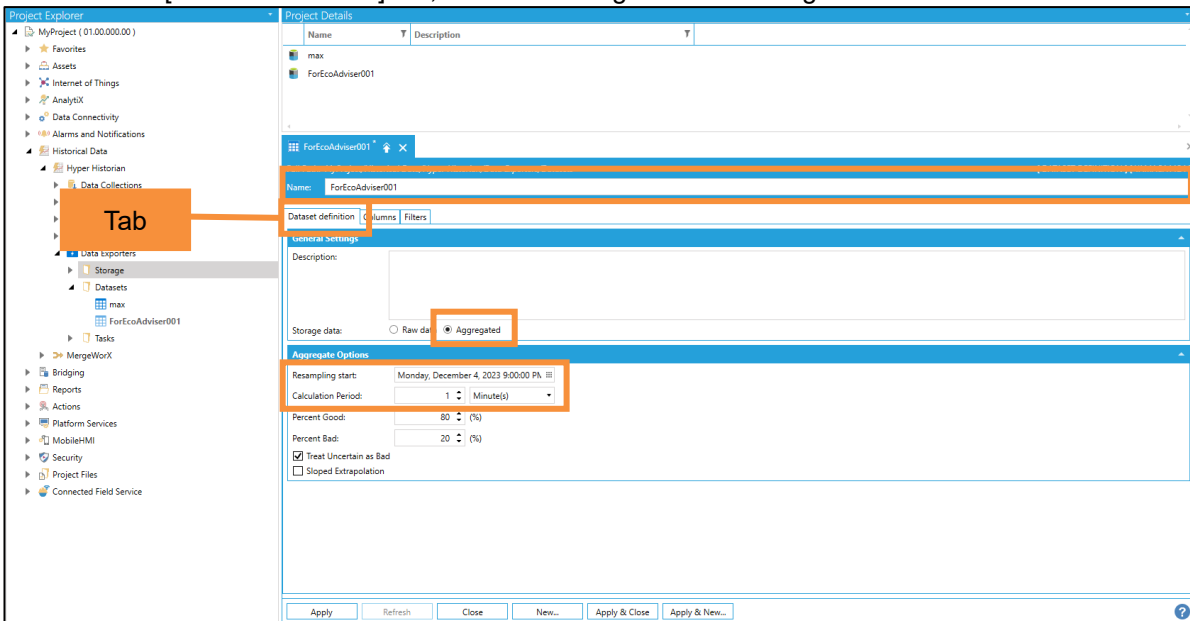 Project Explorer
MyProject ( 01.00.000.00 )
Favorites
Assets
Internet of Things
AnalytiX
Data Connectivity
Alarms and Notifications
Historical Data
Hyper Historian
Data Collections
Tab
Data Exporters
Storage
Datasets
max
ForEcoAdviser001
Tasks
MergeWorX
Bridging
Reports
Actions
Platform Services
MobileHMI
Security
Project Files
Connected Field Service
Project Details
Name Description
max
ForEcoAdviser001
ForEcoAdviser001*
Name: ForEcoAdviser001
Dataset definition Columns Filters
General Settings
Description:
Storage data: Raw data Aggregated
Aggregate Options
Resampling start: Monday, December 4, 2023 9:00:00 PM
Calculation Period: 1 Minute(s)
Percent Good: 80 (%)
Percent Bad: 20 (%)
Treat Uncertain as Bad
Sloped Extrapolation
Apply Refresh Close New... Apply & Close Apply & New... ?